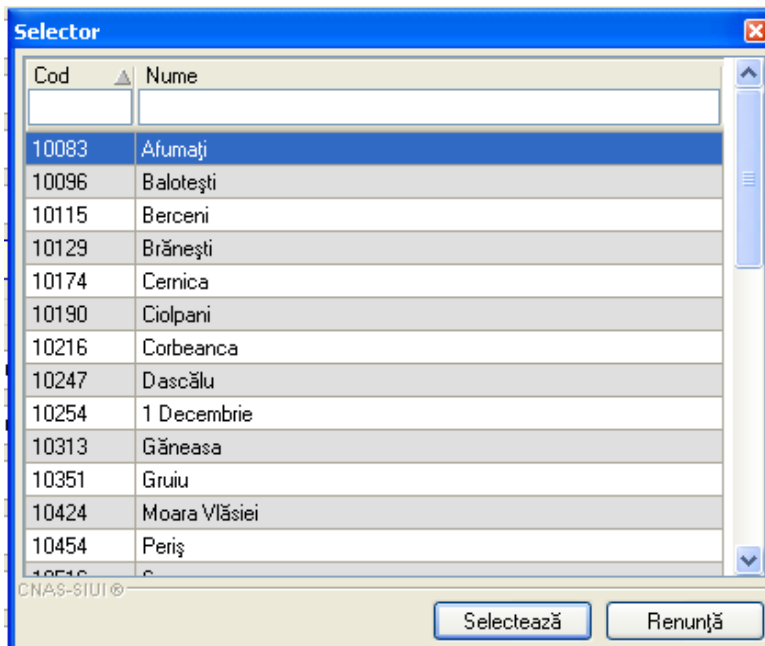 Selector
Cod Nume
10083 Afumaţi
10096 Baloteşti
10115 Berceni
10129 Brăneşti
10174 Cernica
10190 Ciolpani
10216 Corbeanca
10247 Dascălu
10254 1 Decembrie
10313 Găneasa
10351 Gruiu
10424 Moara Vlăsiei
10454 Periş
CNAS-SIUI ®
Selectează Renunţă